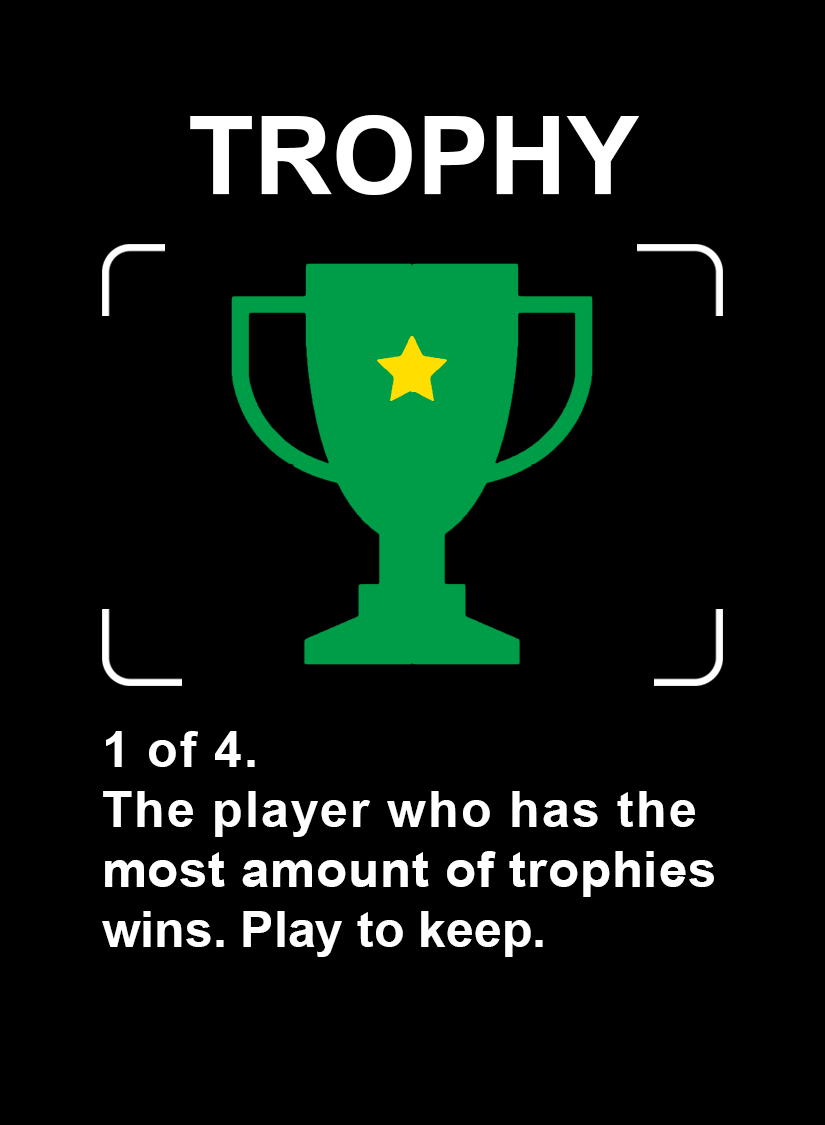 TROPHY
1 of 4.
The player who has the
most amount of trophies
wins. Play to keep.